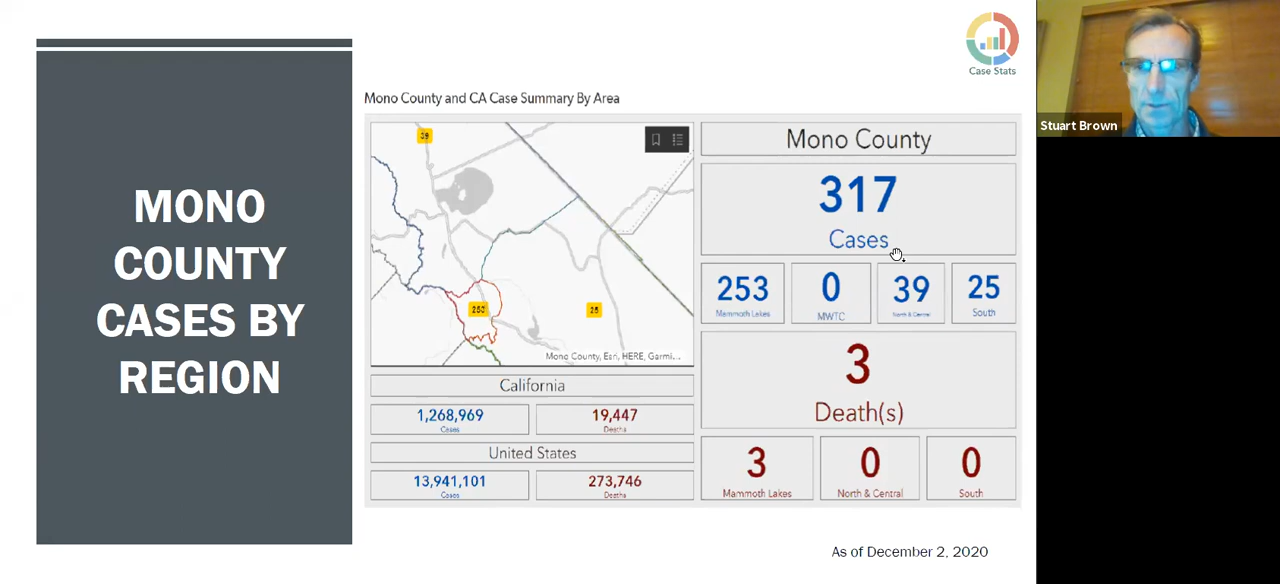 MONO
COUNTY
CASES BY
REGION
Case Stats
Mono County and CA Case Summary By Area
39
253
25
Mono County, Esri, HERE, Garmi...
California
1,268,969
Cases
19,447
Deaths
United States
13,941,101
Cases
273,746
Deaths
Mono County
317
Cases
253
Mammoth Lakes
0
MWTC
39
North & Central
25
South
3
Death(s)
3
Mammoth Lakes
0
North & Central
0
South
As of December 2, 2020
Stuart Brown